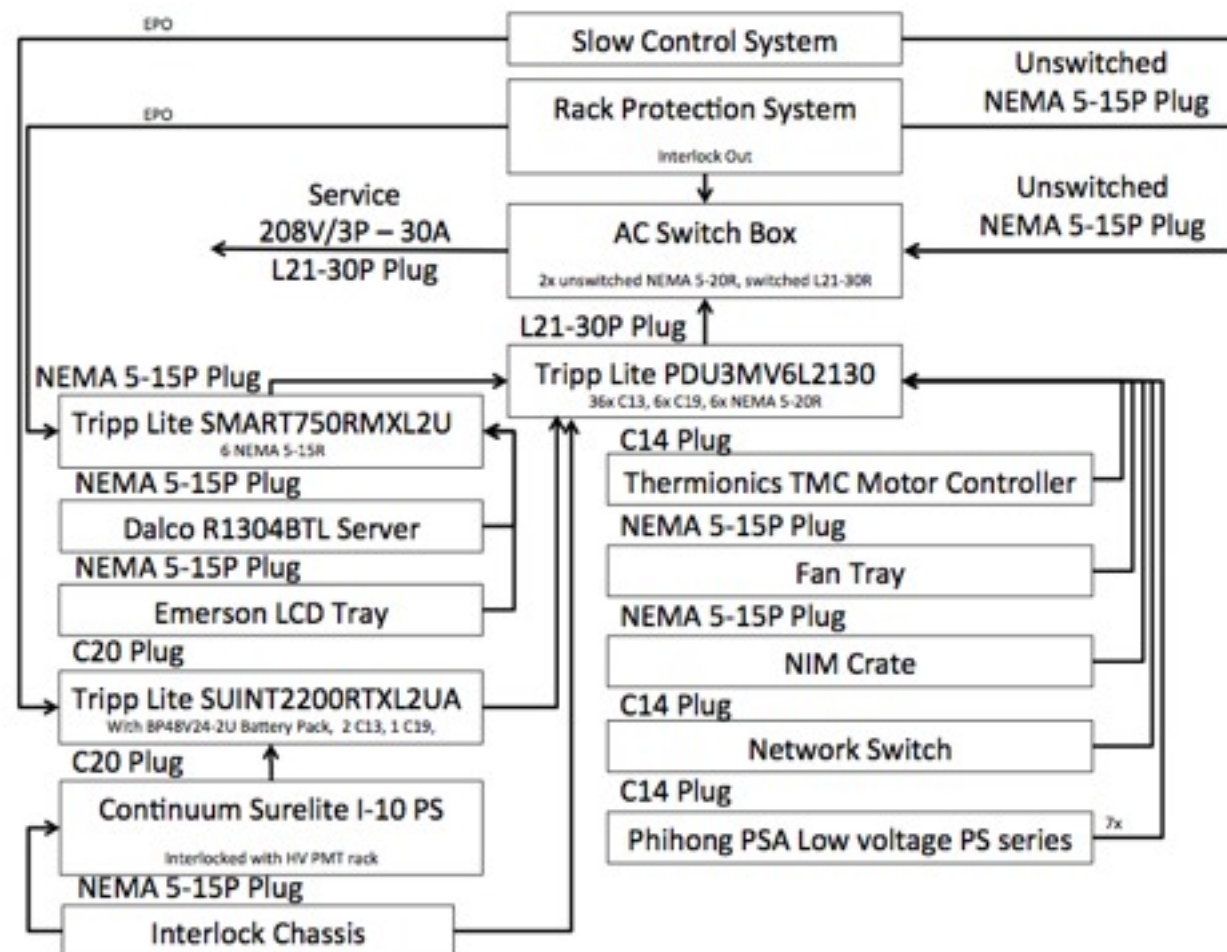 EPO
Slow Control System
Unswitched
NEMA 5-15P Plug
EPO
Rack Protection System
Interlock Out
Service
208V/3P – 30A
L21-30P Plug
AC Switch Box
2x unswitched NEMA 5-20R, switched L21-30R
Unswitched
NEMA 5-15P Plug
L21-30P Plug
Tripp Lite PDU3MV6L2130
36x C13, 6x C19, 6x NEMA 5-20R
NEMA 5-15P Plug
Tripp Lite SMART750RMXL2U
6 NEMA 5-15R
NEMA 5-15P Plug
Dalco R1304BTL Server
NEMA 5-15P Plug
Emerson LCD Tray
C20 Plug
Tripp Lite SUINT2200RTXL2UA
With BP48V24-2U Battery Pack, 2 C13, 1 C19,
C20 Plug
Continuum Surelite I-10 PS
Interlocked with HV PMT rack
NEMA 5-15P Plug
Interlock Chassis
C14 Plug
Thermionics TMC Motor Controller
NEMA 5-15P Plug
Fan Tray
NEMA 5-15P Plug
NIM Crate
C14 Plug
Network Switch
C14 Plug
Phihong PSA Low voltage PS series
7x